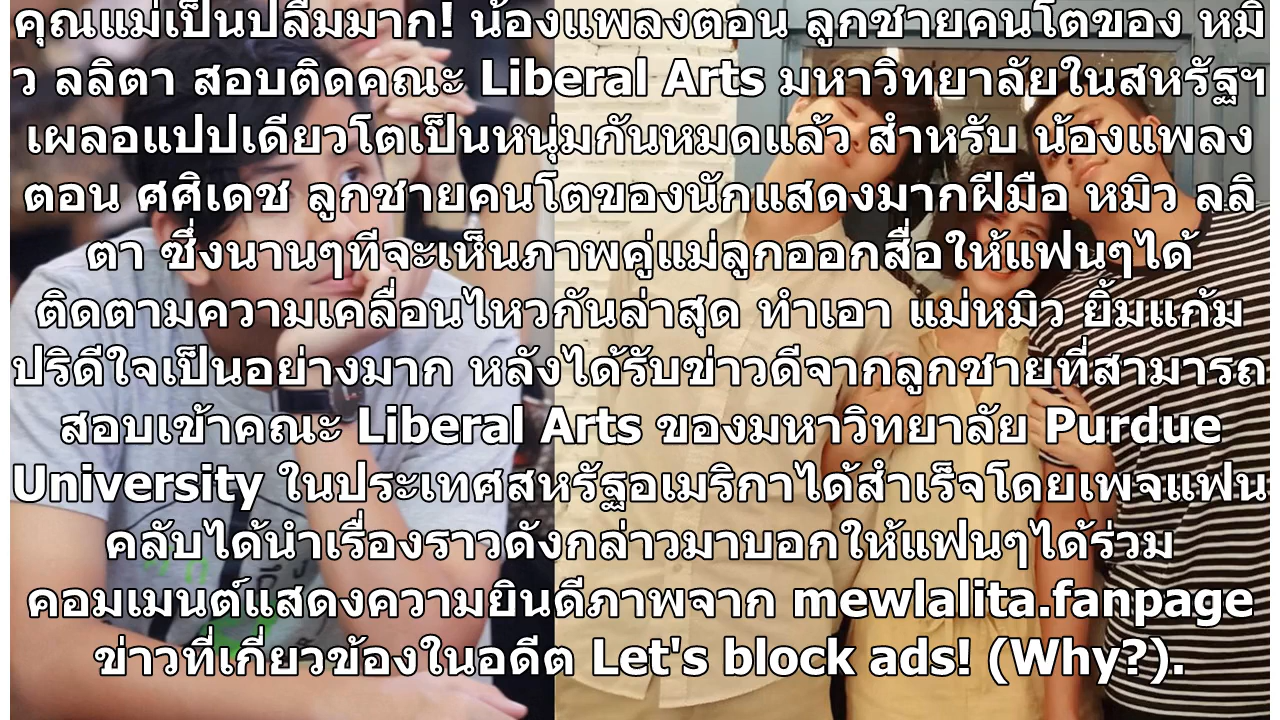 คุณแม่เป็นปลื้มมาก! น้องแพลงตอน ลูกชายคนโตของ หมิ
ว ลลิตา สอบติดคณะ Liberal Arts มหาวิทยาลัยในสหรัฐฯ
เผลอแปปเดียวโตเป็นหนุ่มกันหมดแล้ว สำหรับ น้องแพลง
ตอน ศศิเดช ลูกชายคนโตของนักแสดงมากฝีมือ หมิว ลลิ
ตา ซึ่งนานๆทีจะเห็นภาพคู่แม่ลูกออกสื่อให้แฟนๆได้
ติดตามความเคลื่อนไหวกันล่าสุด ทำเอา แม่หมิว ยิ้มแก้ม
ปริดีใจเป็นอย่างมาก หลังได้รับข่าวดีจากลูกชายที่สามารถ
สอบเข้าคณะ Liberal Arts ของมหาวิทยาลัย Purdue
University ในประเทศสหรัฐอเมริกาได้สำเร็จโดยเพจแฟน
คลับได้นำเรื่องราวดังกล่าวมาบอกให้แฟนๆได้ร่วม
คอมเมนต์แสดงความยินดีภาพจาก mewlalita.fanpage
ข่าวที่เกี่ยวข้องในอดีต Let's block ads! (Why?).